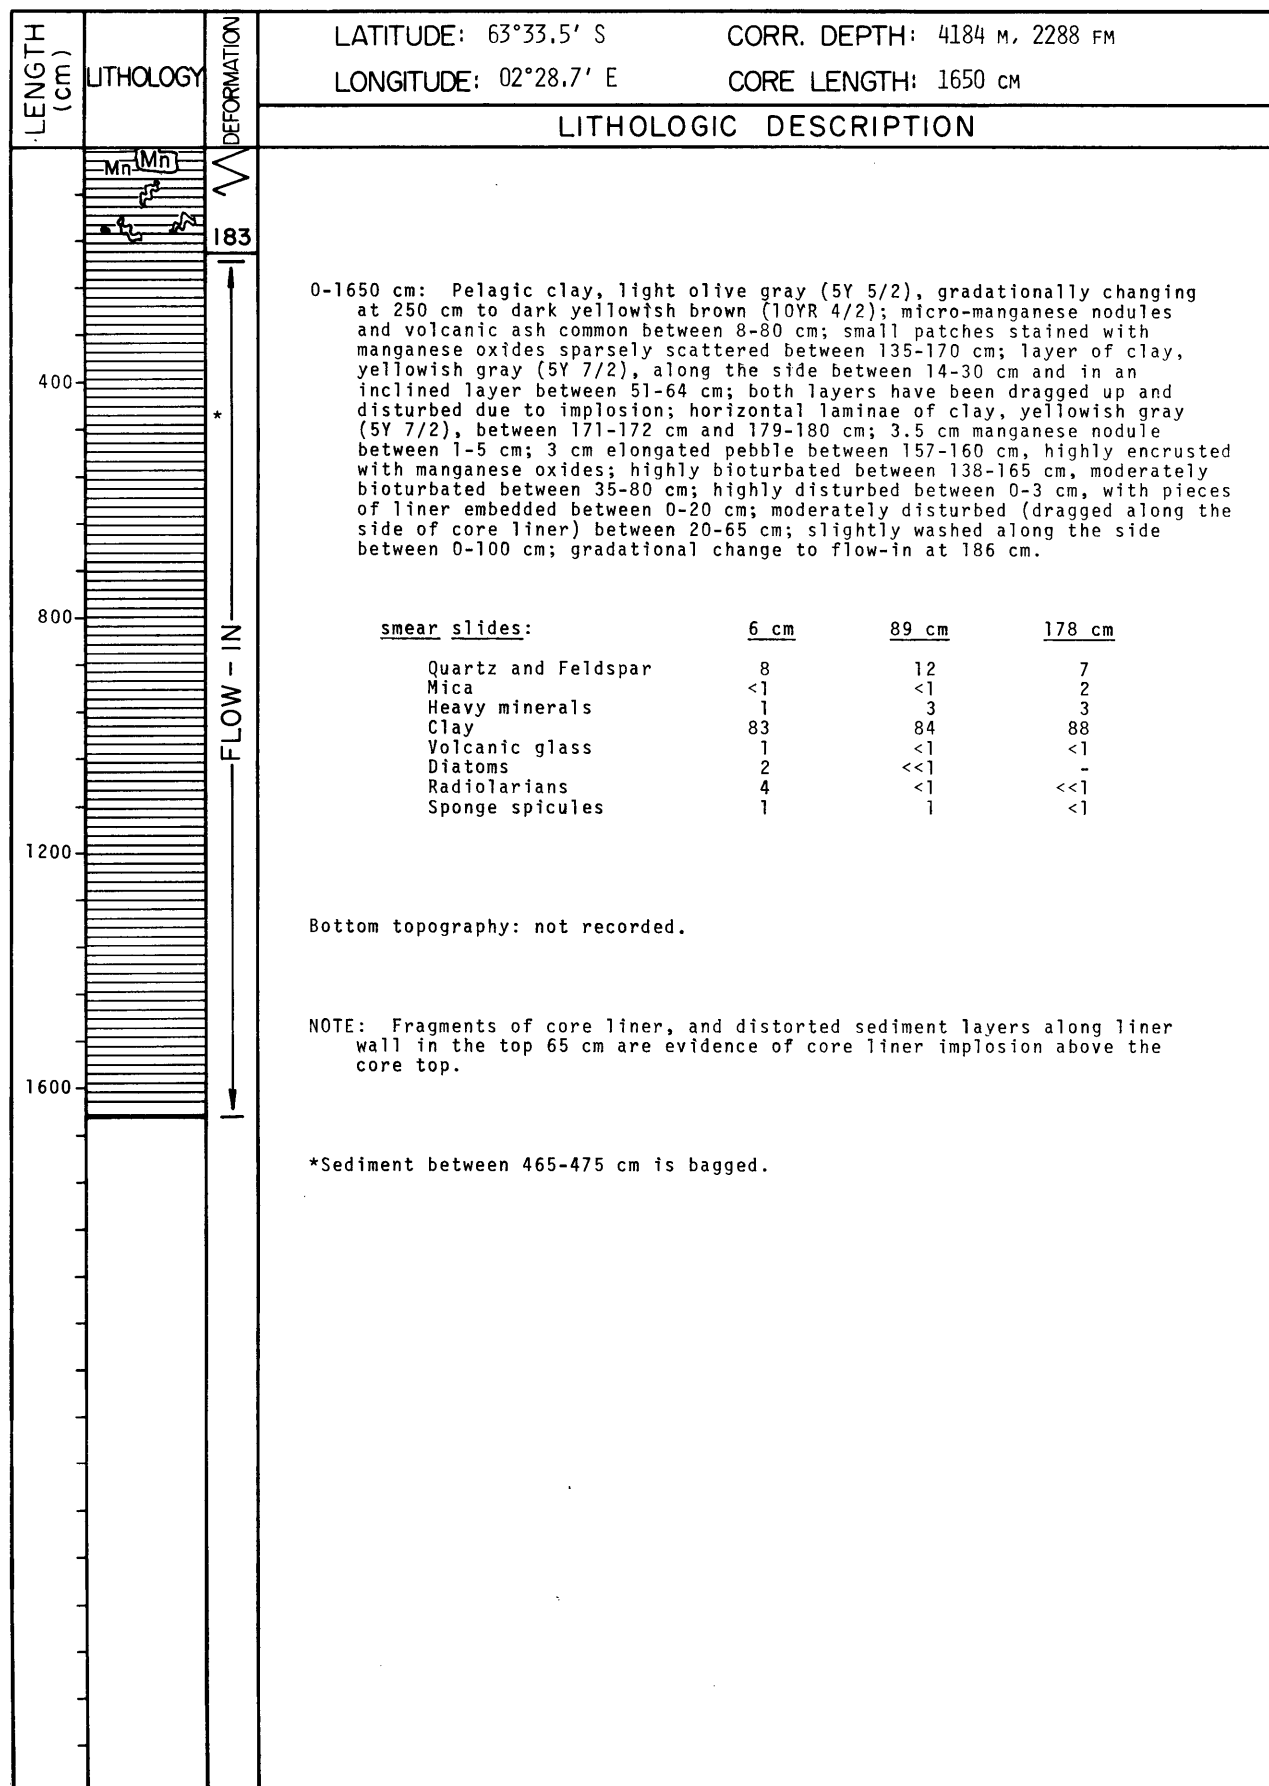 LENGTH (cm)
LITHOLOGY
DEFORMATION
LATITUDE: 63°33.5' S CORR. DEPTH: 4184 M, 2288 FM
LONGITUDE: 02°28.7' E CORE LENGTH: 1650 CM
LITHOLOGIC DESCRIPTION
Mn Mn
183
0-1650 cm: Pelagic clay, light olive gray (5Y 5/2), gradationally changing
at 250 cm to dark yellowish brown (10YR 4/2); micro-manganese nodules
and volcanic ash common between 8-80 cm; small patches stained with
manganese oxides sparsely scattered between 135-170 cm; layer of clay,
yellowish gray (5Y 7/2), along the side between 14-30 cm and in an
inclined layer between 51-64 cm; both layers have been dragged up and
disturbed due to implosion; horizontal laminae of clay, yellowish gray
(5Y 7/2), between 171-172 cm and 179-180 cm; 3.5 cm manganese nodule
between 1-5 cm; 3 cm elongated pebble between 157-160 cm, highly encrusted
with manganese oxides; highly bioturbated between 138-165 cm, moderately
bioturbated between 35-80 cm; highly disturbed between 0-3 cm, with pieces
of liner embedded between 0-20 cm; moderately disturbed (dragged along the
side of core liner) between 20-65 cm; slightly washed along the side
between 0-100 cm; gradational change to flow-in at 186 cm.
400
*
800
FLOW - IN
1200
1600
smear slides: 6 cm 89 cm 178 cm
Quartz and Feldspar 8 12 7
Mica <1 <1 2
Heavy minerals 1 3 3
Clay 83 84 88
Volcanic glass 1 <1 <1
Diatoms 2 <<1 -
Radiolarians 4 <1 <<1
Sponge spicules 1 1 <1
Bottom topography: not recorded.
NOTE: Fragments of core liner, and distorted sediment layers along liner
wall in the top 65 cm are evidence of core liner implosion above the
core top.
*Sediment between 465-475 cm is bagged.